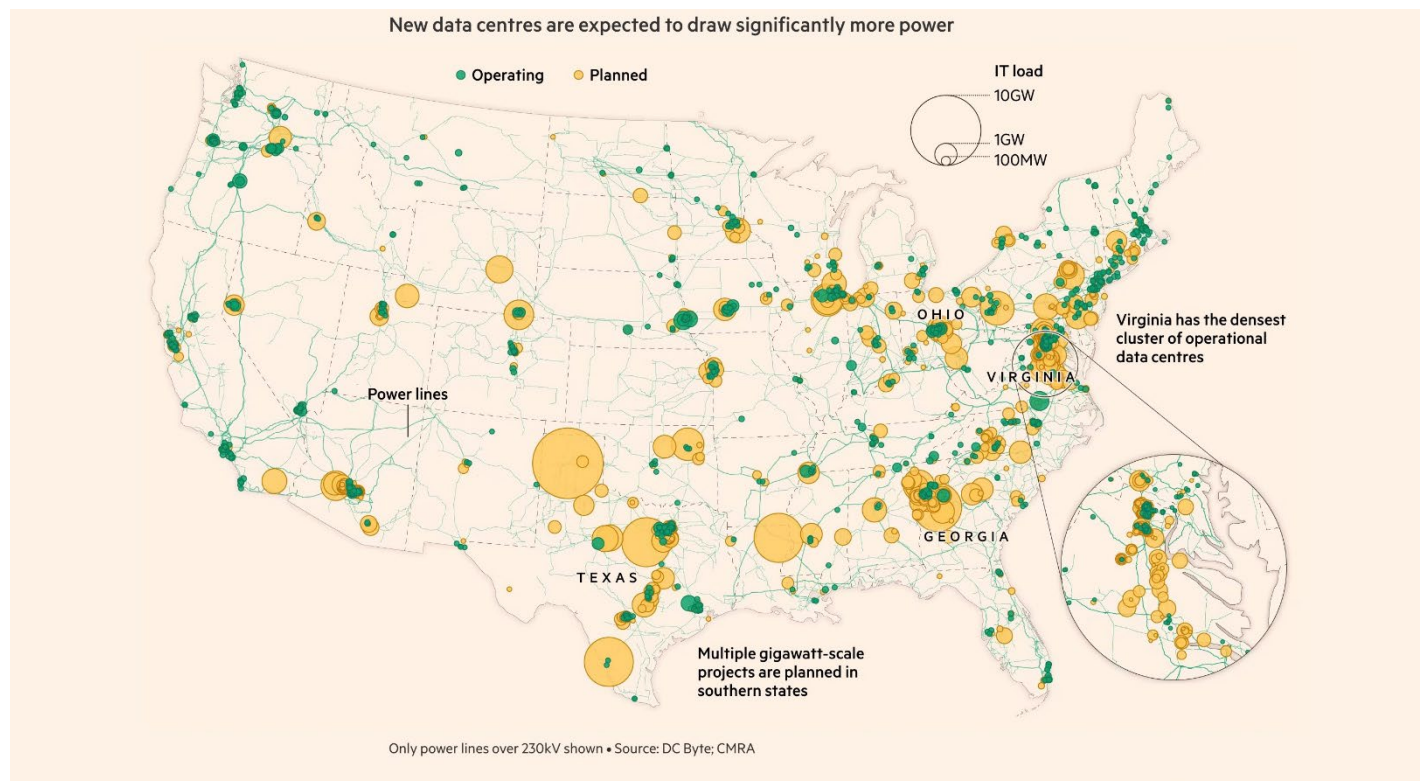 New data centres are expected to draw significantly more power
Operating
Planned
IT load
10GW
1GW
100MW
OHIO
Virginia has the densest
cluster of operational
data centres
VIRGINIA
Power lines
GEORGIA
TEXAS
Multiple gigawatt-scale
projects are planned in
southern states
Only power lines over 230kV shown • Source: DC Byte; CMRA